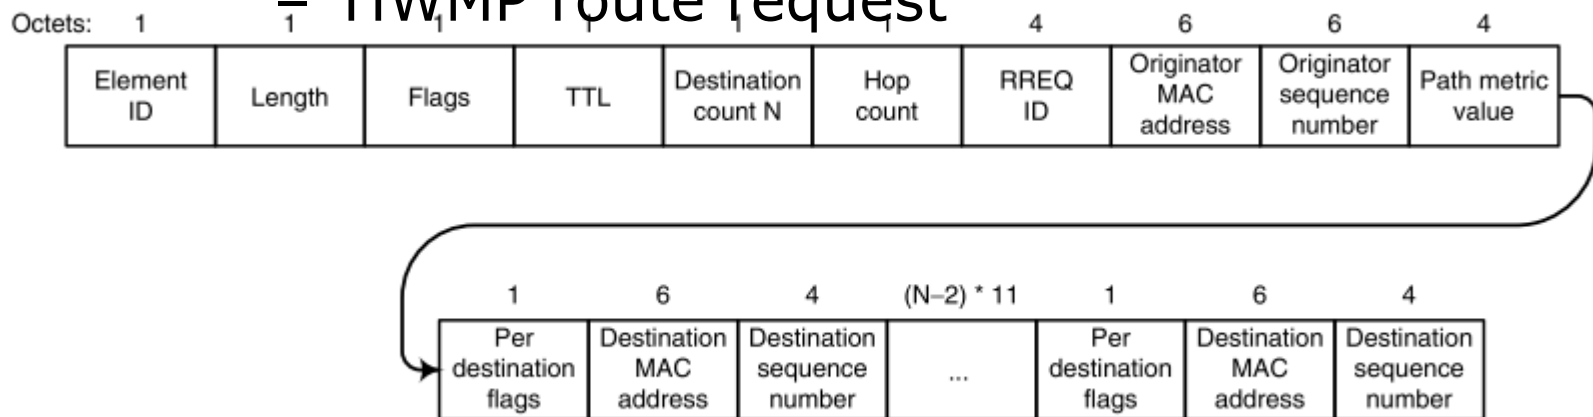 – HWMP route request
Octets: 1 1 1 1 1 1 4 6 6 4
Element ID
Length
Flags
TTL
Destination count N
Hop count
RREQ ID
Originator MAC address
Originator sequence number
Path metric value
1 6 4 (N–2) * 11 1 6 4
Per destination flags
Destination MAC address
Destination sequence number
...
Per destination flags
Destination MAC address
Destination sequence number